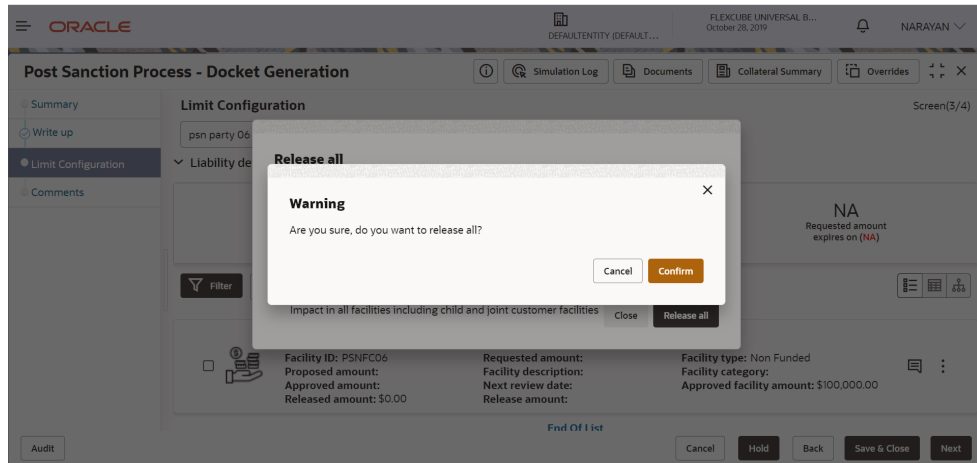 ORACLE
DEFAULTENTITY (DEFAULT...
FLEXCUBE UNIVERSAL B...
October 28, 2019
NARAYAN
Post Sanction Process - Docket Generation
Simulation Log
Documents
Collateral Summary
Overrides
Summary
Write up
Limit Configuration
Comments
Limit Configuration
Screen(3/4)
psn party 06
Liability de
Release all
Warning
Are you sure, do you want to release all?
Cancel
Confirm
NA
Requested amount
expires on (NA)
Filter
Impact in all facilities including child and joint customer facilities
Close
Release all
Facility ID: PSNFC06
Proposed amount:
Approved amount:
Released amount: $0.00
Requested amount:
Facility description:
Next review date:
Release amount:
Facility type: Non Funded
Facility category:
Approved facility amount: $100,000.00
End Of List
Audit
Cancel
Hold
Back
Save & Close
Next